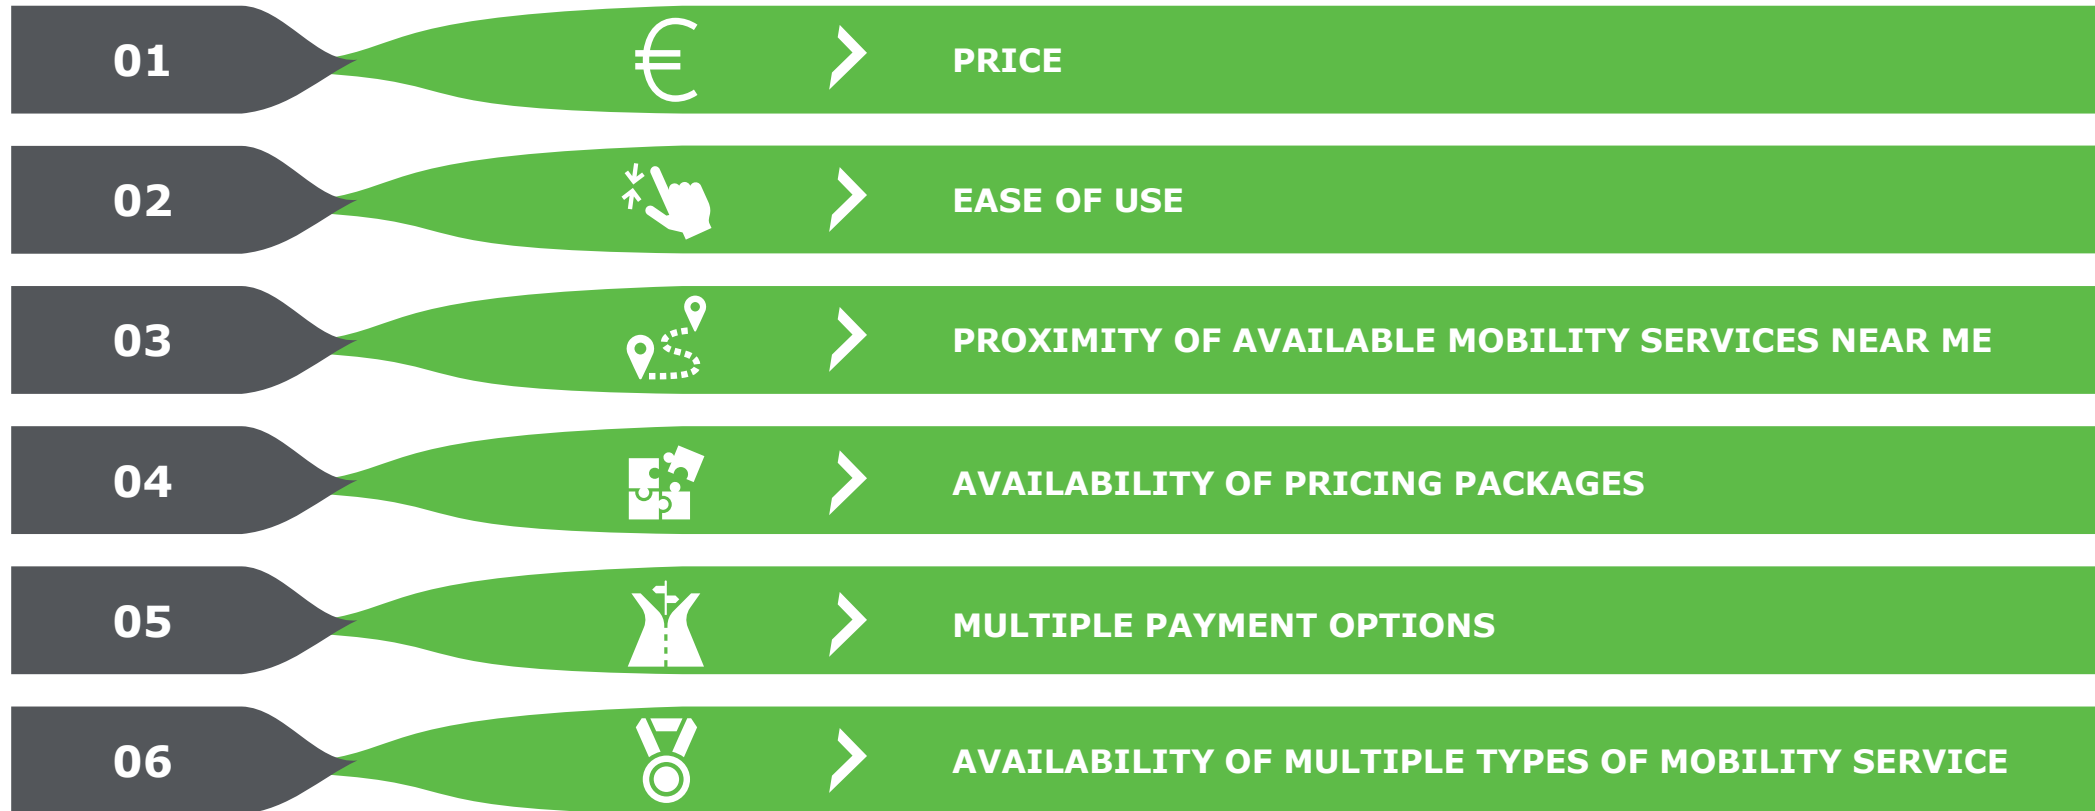 01
PRICE
02
EASE OF USE
03
PROXIMITY OF AVAILABLE MOBILITY SERVICES NEAR ME
04
AVAILABILITY OF PRICING PACKAGES
05
MULTIPLE PAYMENT OPTIONS
06
AVAILABILITY OF MULTIPLE TYPES OF MOBILITY SERVICE